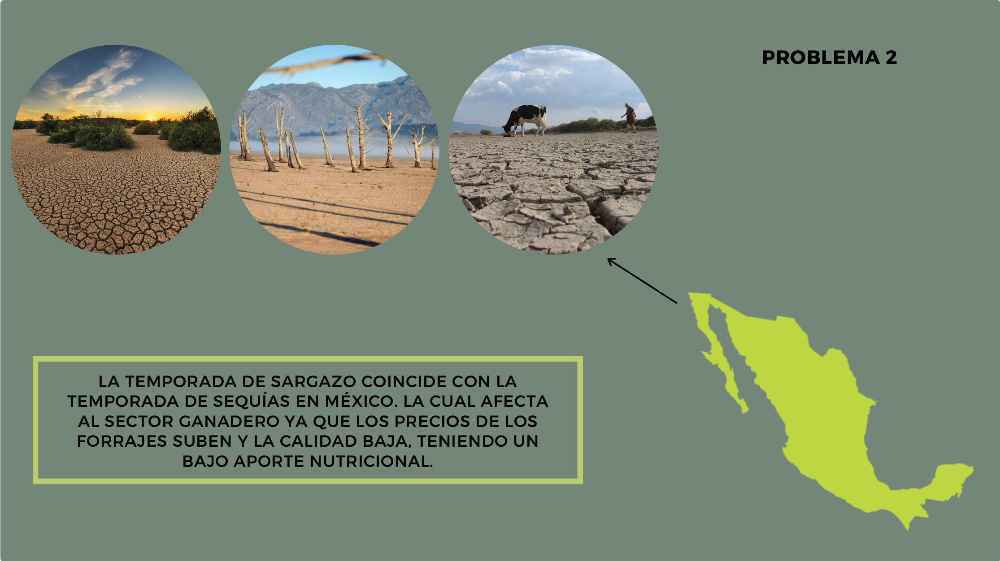 PROBLEMA 2
LA TEMPORADA DE SARGAZO COINCIDE CON LA
TEMPORADA DE SEQUÍAS EN MÉXICO. LA CUAL AFECTA
AL SECTOR GANADERO YA QUE LOS PRECIOS DE LOS
FORRAJES SUBEN Y LA CALIDAD BAJA, TENIENDO UN
BAJO APORTE NUTRICIONAL.